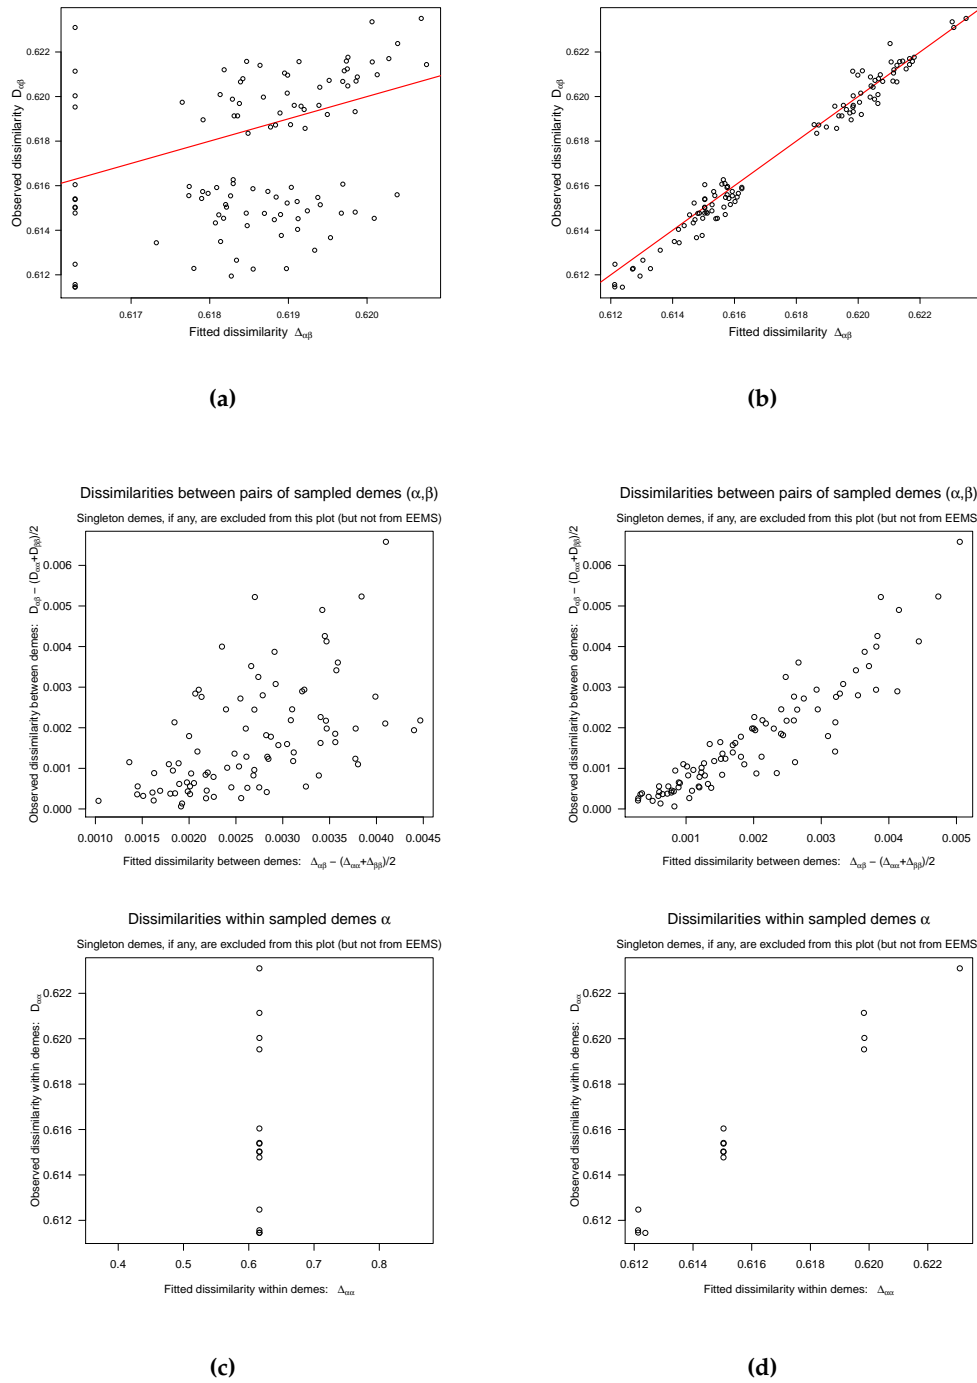 0.622
0.620
0.618
0.616
0.614
0.612
Observed dissimilarity D αβ
0.617 0.618 0.619 0.620
Fitted dissimilarity Δαβ
(a)
0.622
0.620
0.618
0.616
0.614
0.612
Observed dissimilarity D αβ
0.612 0.614 0.616 0.618 0.620 0.622
Fitted dissimilarity Δαβ
(b)
Dissimilarities between pairs of sampled demes (α,β)
Singleton demes, if any, are excluded from this plot (but not from EEMS)
0.006
0.005
0.004
0.003
0.002
0.001
0.000
Observed dissimilarity between demes: Dαβ − (Dαα+Dββ)/2
0.0010 0.0015 0.0020 0.0025 0.0030 0.0035 0.0040 0.0045
Fitted dissimilarity between demes: Δαβ − (Δαα+Δββ)/2
Dissimilarities between pairs of sampled demes (α,β)
Singleton demes, if any, are excluded from this plot (but not from EEMS
0.006
0.005
0.004
0.003
0.002
0.001
0.000
Observed dissimilarity between demes: Dαβ − (Dαα+Dββ)/2
0.001 0.002 0.003 0.004 0.005
Fitted dissimilarity between demes: Δαβ − (Δαα+Δββ)/2
Dissimilarities within sampled demes α
Singleton demes, if any, are excluded from this plot (but not from EEMS)
0.622
0.620
0.618
0.616
0.614
0.612
Observed dissimilarity within demes: Dαα
0.4 0.5 0.6 0.7 0.8
Fitted dissimilarity within demes: Δαα
(c)
Dissimilarities within sampled demes α
Singleton demes, if any, are excluded from this plot (but not from EEMS
0.622
0.620
0.618
0.616
0.614
0.612
Observed dissimilarity within demes: Dαα
0.612 0.614 0.616 0.618 0.620 0.622
Fitted dissimilarity within demes: Δαα
(d)